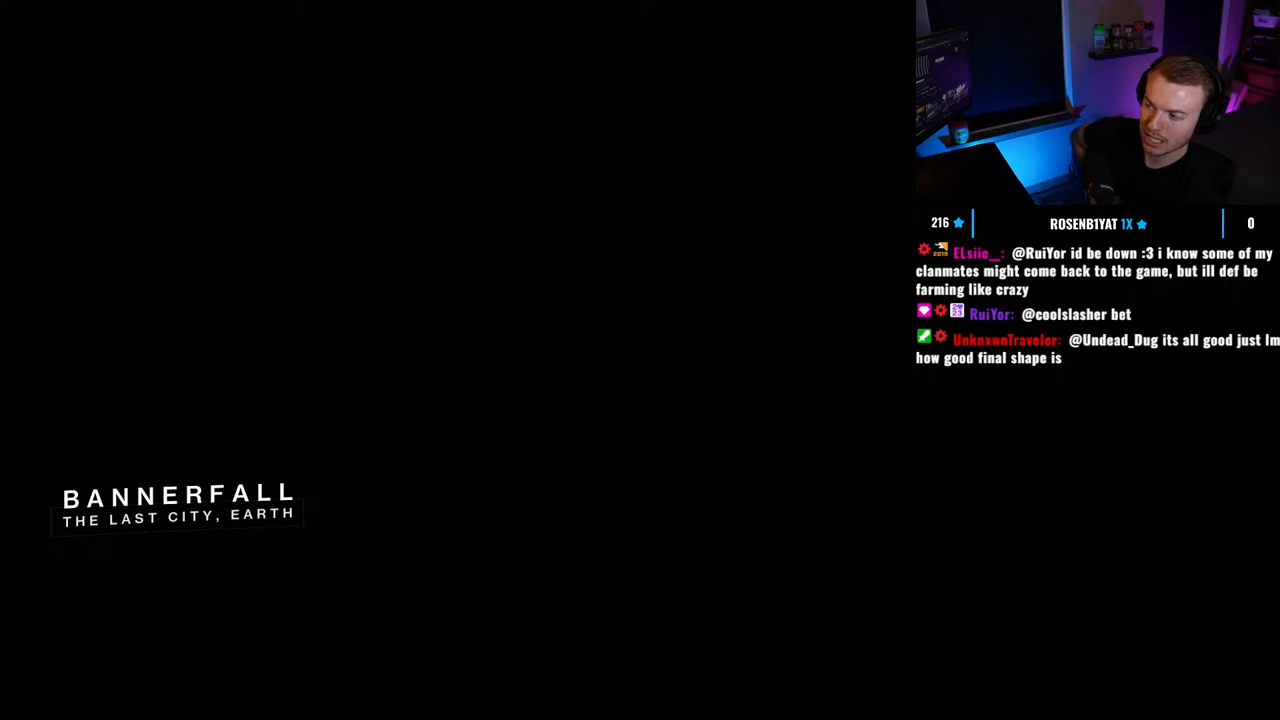 216
ROSENB1YAT 1X
0
ELsiie__: @RuiYor id be down :3 i know some of my
clanmates might come back to the game, but ill def be
farming like crazy
RuiYor: @coolslasher bet
UnknxwnTraveler: @Undead_Dug its all good just lm
how good final shape is
BANNERFALL
THE LAST CITY, EARTH